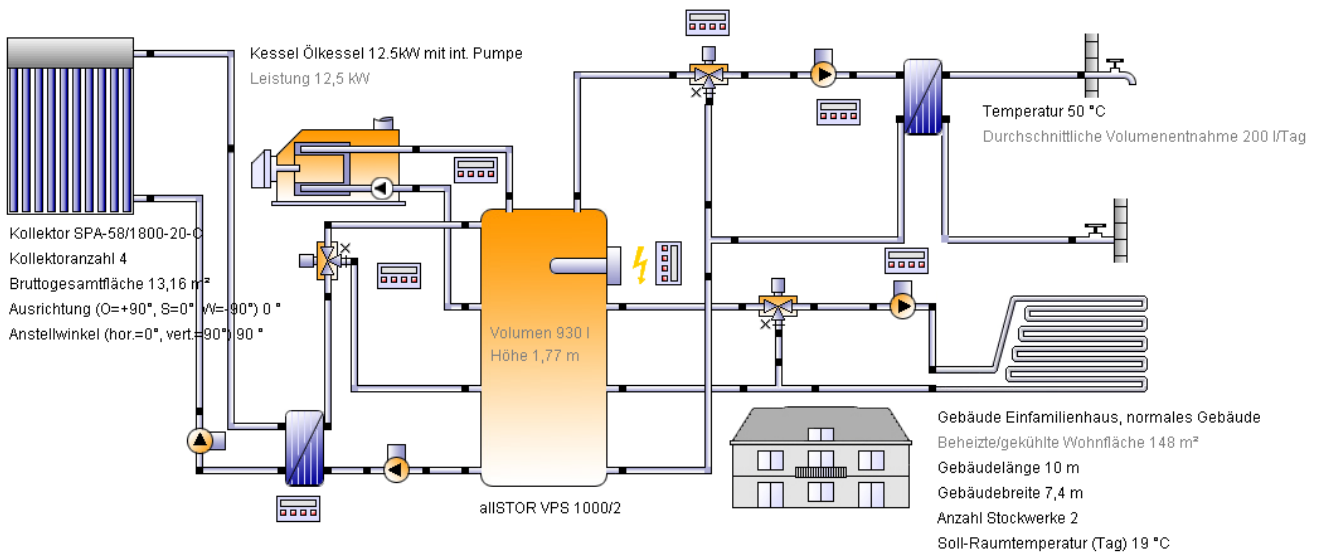 Kessel Ölkessel 12.5kW mit int. Pumpe
Leistung 12,5 kW
Temperatur 50 °C
Durchschnittliche Volumenentnahme 200 l/Tag
Kollektor SPA-58/1800-20-C
Kollektoranzahl 4
Bruttogesamtfläche 13,16 m²
Ausrichtung (O=+90°, S=0°, W=-90°) 0 °
Anstellwinkel (hor.=0°, vert.=90°) 90 °
Volumen 930 l
Höhe 1,77 m
allSTOR VPS 1000/2
Gebäude Einfamilienhaus, normales Gebäude
Beheizte/gekühlte Wohnfläche 148 m²
Gebäudelänge 10 m
Gebäudebreite 7,4 m
Anzahl Stockwerke 2
Soll-Raumtemperatur (Tag) 19 °C